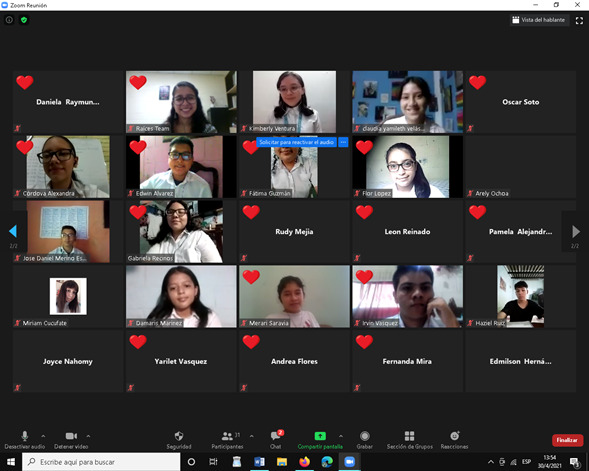 Zoom Reunión
Vista del hablante
Daniela Raymun...
Raíces Team
Kimberly Ventura
claudia yamileth velás...
Oscar Soto
Solicitar para reactivar el audio
Córdova Alexandra
Edwin Alvarez
Fátima Guzmán
Flor Lopez
Arely Ochoa
2/2
2/2
Jose Daniel Merino Es...
Gabriela Recinos
Rudy Mejia
Leon Reinado
Pamela Alejandr...
Miriam Cucufate
Damaris Marinez
Merari Saravia
Irvin Vasquez
Haziel Ruiz
Joyce Nahomy
Yarilet Vasquez
Andrea Flores
Fernanda Mira
Edmilson Herná...
31
2
Desactivar audio
Detener video
Seguridad
Participantes
Chat
Compartir pantalla
Grabar
Sección de Grupos
Reacciones
Finalizar
Escribe aquí para buscar
ESP
13:54
30/4/2021